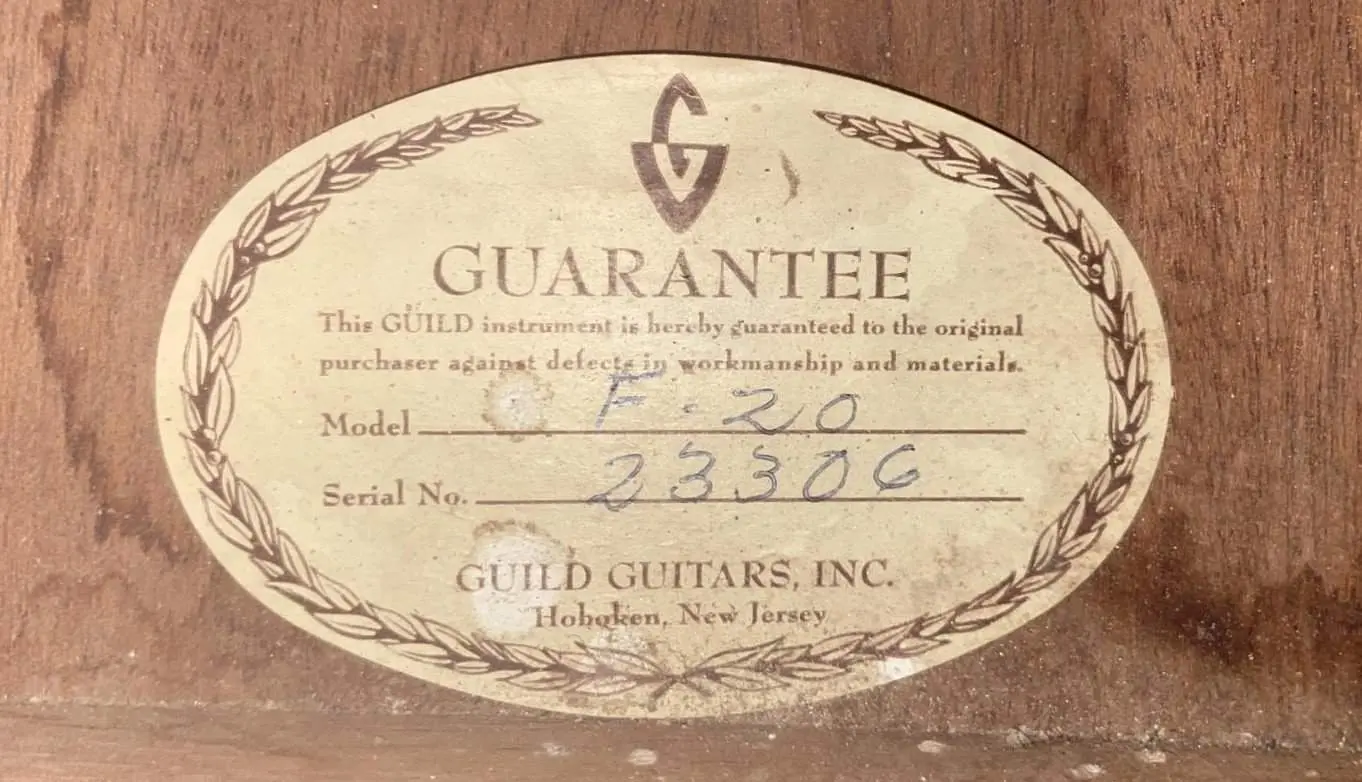 G
GUARANTEE
This GUILD instrument is hereby guaranteed to the original
purchaser against defects in workmanship and materials.
Model F-20
Serial No. 23306
GUILD GUITARS, INC.
Hoboken, New Jersey